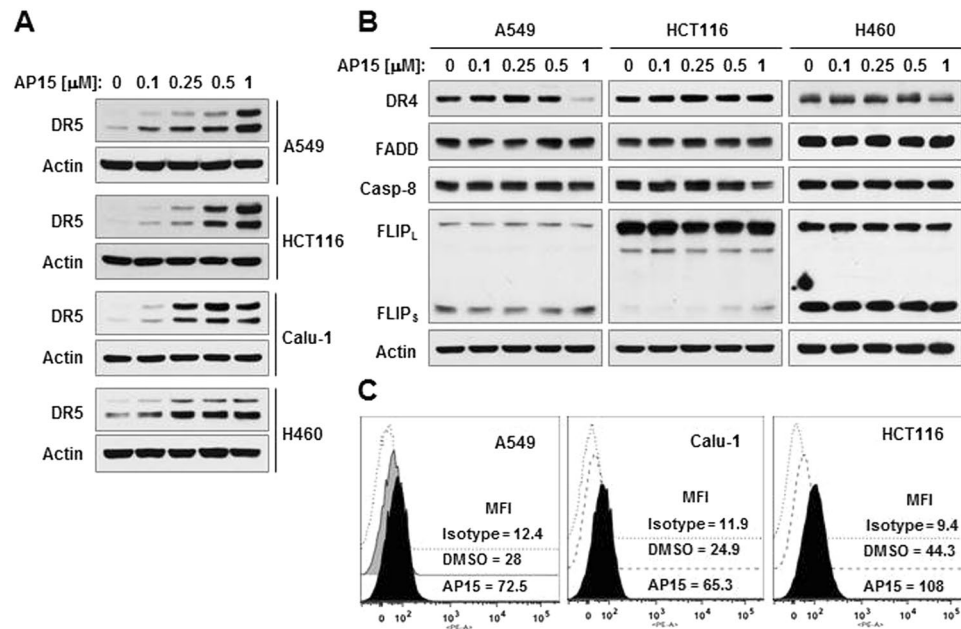 A
AP15 [µM]: 0 0.1 0.25 0.5 1
DR5
Actin
A549
DR5
Actin
HCT116
DR5
Actin
Calu-1
DR5
Actin
H460
B
A549 HCT116 H460
AP15 [µM]: 0 0.1 0.25 0.5 1 0 0.1 0.25 0.5 1 0 0.1 0.25 0.5 1
DR4
FADD
Casp-8
FLIPL
FLIPS
Actin
C
A549
MFI
Isotype = 12.4
DMSO = 28
AP15 = 72.5
0 10² 10³ 10⁴ 10⁵
<PE-A>
Calu-1
MFI
Isotype = 11.9
DMSO = 24.9
AP15 = 65.3
0 10² 10³ 10⁴ 10⁵
<PE-A>
HCT116
MFI
Isotype = 9.4
DMSO = 44.3
AP15 = 108
0 10² 10³ 10⁴ 10⁵
<PE-A>